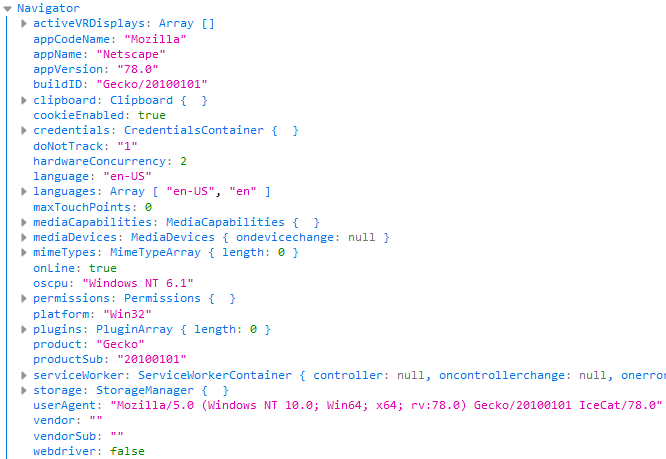 Navigator
activeVRDisplays: Array []
appCodeName: "Mozilla"
appName: "Netscape"
appVersion: "78.0"
buildID: "Gecko/20100101"
clipboard: Clipboard { }
cookieEnabled: true
credentials: CredentialsContainer { }
doNotTrack: "1"
hardwareConcurrency: 2
language: "en-US"
languages: Array [ "en-US", "en" ]
maxTouchPoints: 0
mediaCapabilities: MediaCapabilities { }
mediaDevices: MediaDevices { ondevicechange: null }
mimeTypes: MimeTypeArray { length: 0 }
onLine: true
oscpu: "Windows NT 6.1"
permissions: Permissions { }
platform: "Win32"
plugins: PluginArray { length: 0 }
product: "Gecko"
productSub: "20100101"
serviceWorker: ServiceWorkerContainer { controller: null, oncontrollerchange: null, onerror
storage: StorageManager { }
userAgent: "Mozilla/5.0 (Windows NT 10.0; Win64; x64; rv:78.0) Gecko/20100101 IceCat/78.0"
vendor: ""
vendorSub: ""
webdriver: false